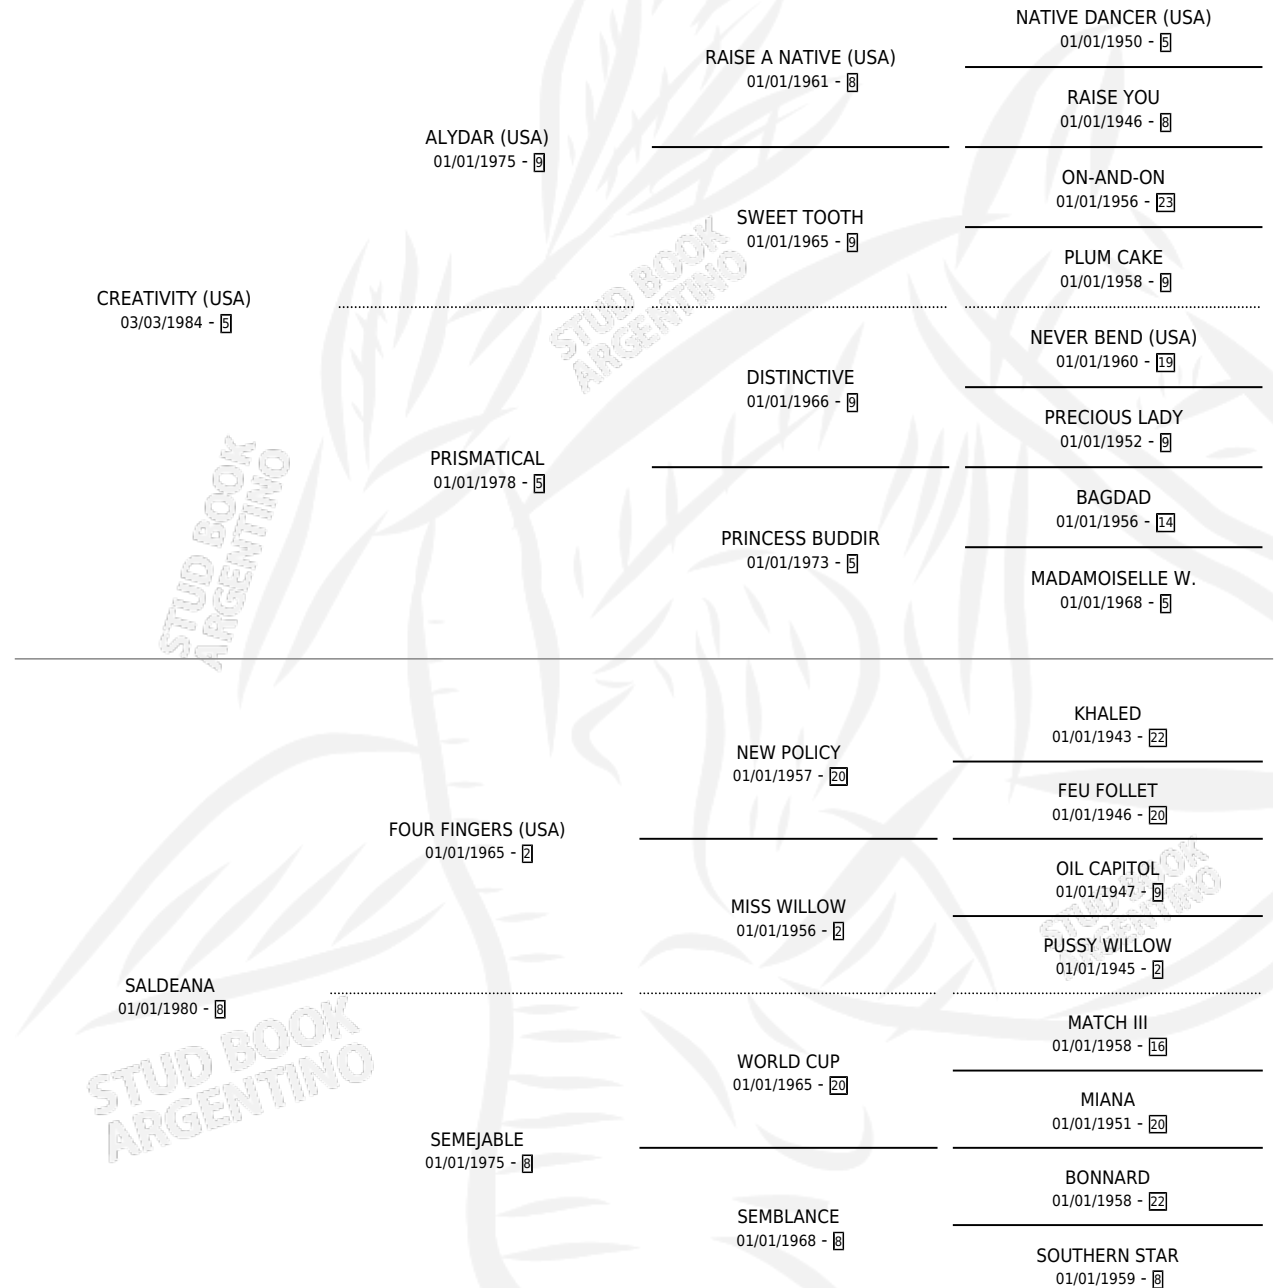 NATIVE DANCER (USA)
01/01/1950 - 5
RAISE A NATIVE (USA)
01/01/1961 - 8
RAISE YOU
01/01/1946 - 8
ALYDAR (USA)
01/01/1975 - 9
ON-AND-ON
01/01/1956 - 23
SWEET TOOTH
01/01/1965 - 9
PLUM CAKE
01/01/1958 - 9
CREATIVITY (USA)
03/03/1984 - 5
STUD BOOK
ARGENTINO
NEVER BEND (USA)
01/01/1960 - 19
DISTINCTIVE
01/01/1966 - 9
PRECIOUS LADY
01/01/1952 - 9
PRISMATICAL
01/01/1978 - 5
BAGDAD
01/01/1956 - 14
PRINCESS BUDDIR
01/01/1973 - 5
MADAMOISELLE W.
01/01/1968 - 5
STUD BOOK
ARGENTINO
KHALED
01/01/1943 - 22
NEW POLICY
01/01/1957 - 20
FEU FOLLET
01/01/1946 - 20
FOUR FINGERS (USA)
01/01/1965 - 2
OIL CAPITOL
01/01/1947 - 9
MISS WILLOW
01/01/1956 - 2
STUD BOOK
ARGENTINO
PUSSY WILLOW
01/01/1945 - 2
SALDEANA
01/01/1980 - 8
MATCH III
01/01/1958 - 16
WORLD CUP
01/01/1965 - 20
MIANA
01/01/1951 - 20
STUD BOOK
ARGENTINO
SEMEJABLE
01/01/1975 - 8
BONNARD
01/01/1958 - 22
SEMBLANCE
01/01/1968 - 8
SOUTHERN STAR
01/01/1959 - 8